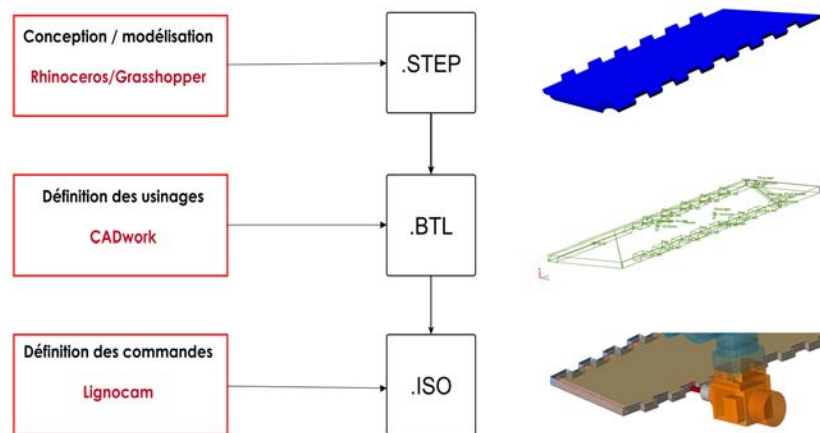 Conception / modélisation
Rhinoceros/Grasshopper
.STEP
Définition des usinages
CADwork
.BTL
Définition des commandes
Lignocam
.ISO